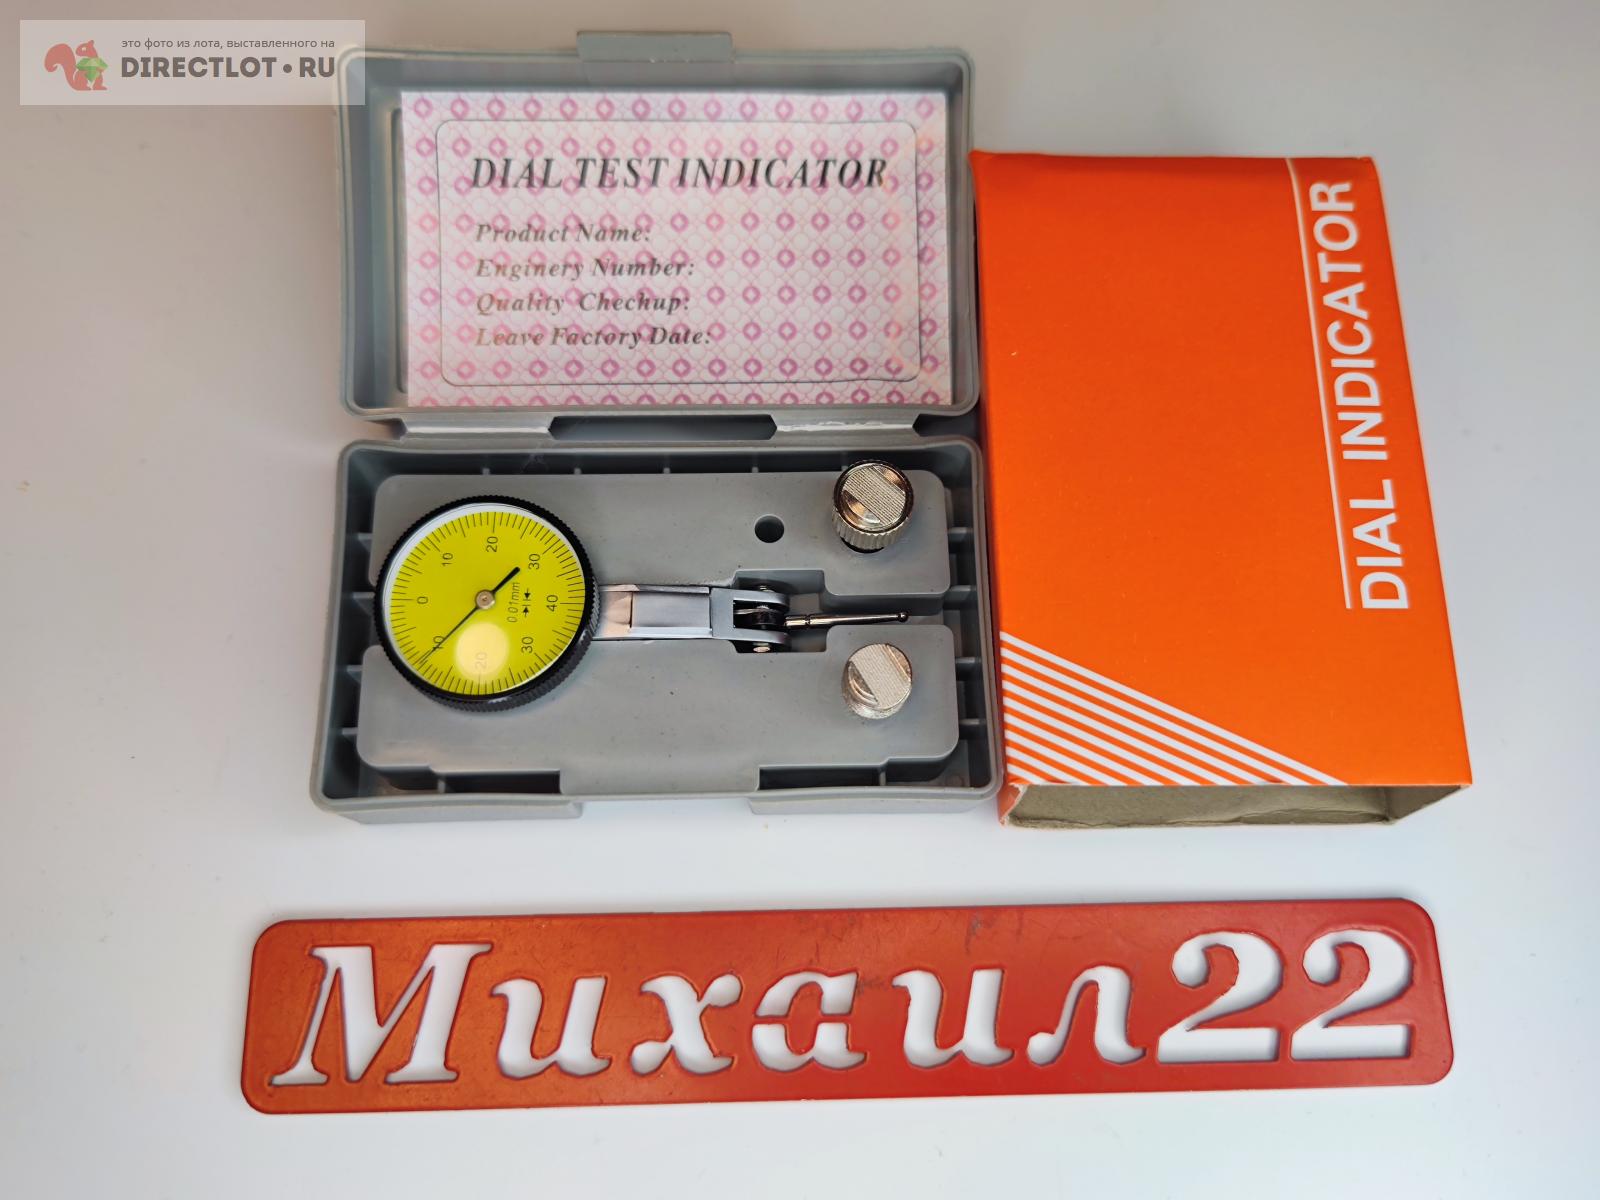 это фото из лота, выставленного на
DIRECTLOT•RU
DIAL TEST INDICATOR
Product Name:
Enginery Number:
Quality Chechup:
Leave Factory Date:
DIAL INDICATOR
0
10
20
30
40
30
20
10
0.01mm
Михаил22